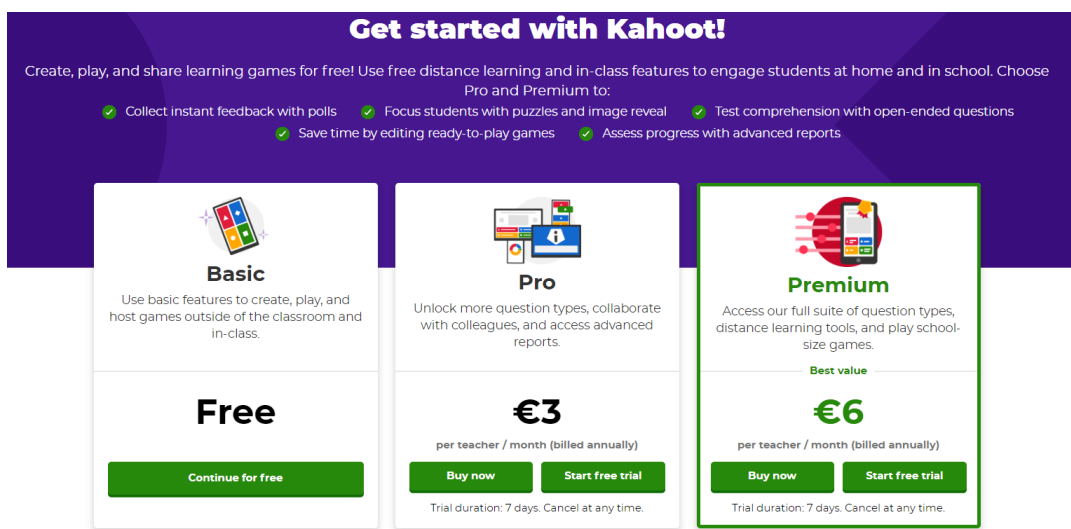 Get started with Kahoot!
Create, play, and share learning games for free! Use free distance learning and in-class features to engage students at home and in school. Choose
Pro and Premium to:
Collect instant feedback with polls
Focus students with puzzles and image reveal
Test comprehension with open-ended questions
Save time by editing ready-to-play games
Assess progress with advanced reports
Basic
Use basic features to create, play, and
host games outside of the classroom and
in-class.
Free
Continue for free
Pro
Unlock more question types, collaborate
with colleagues, and access advanced
reports.
€3
per teacher / month (billed annually)
Buy now
Start free trial
Trial duration: 7 days. Cancel at any time.
Premium
Access our full suite of question types,
distance learning tools, and play school-
size games.
Best value
€6
per teacher / month (billed annually)
Buy now
Start free trial
Trial duration: 7 days. Cancel at any time.